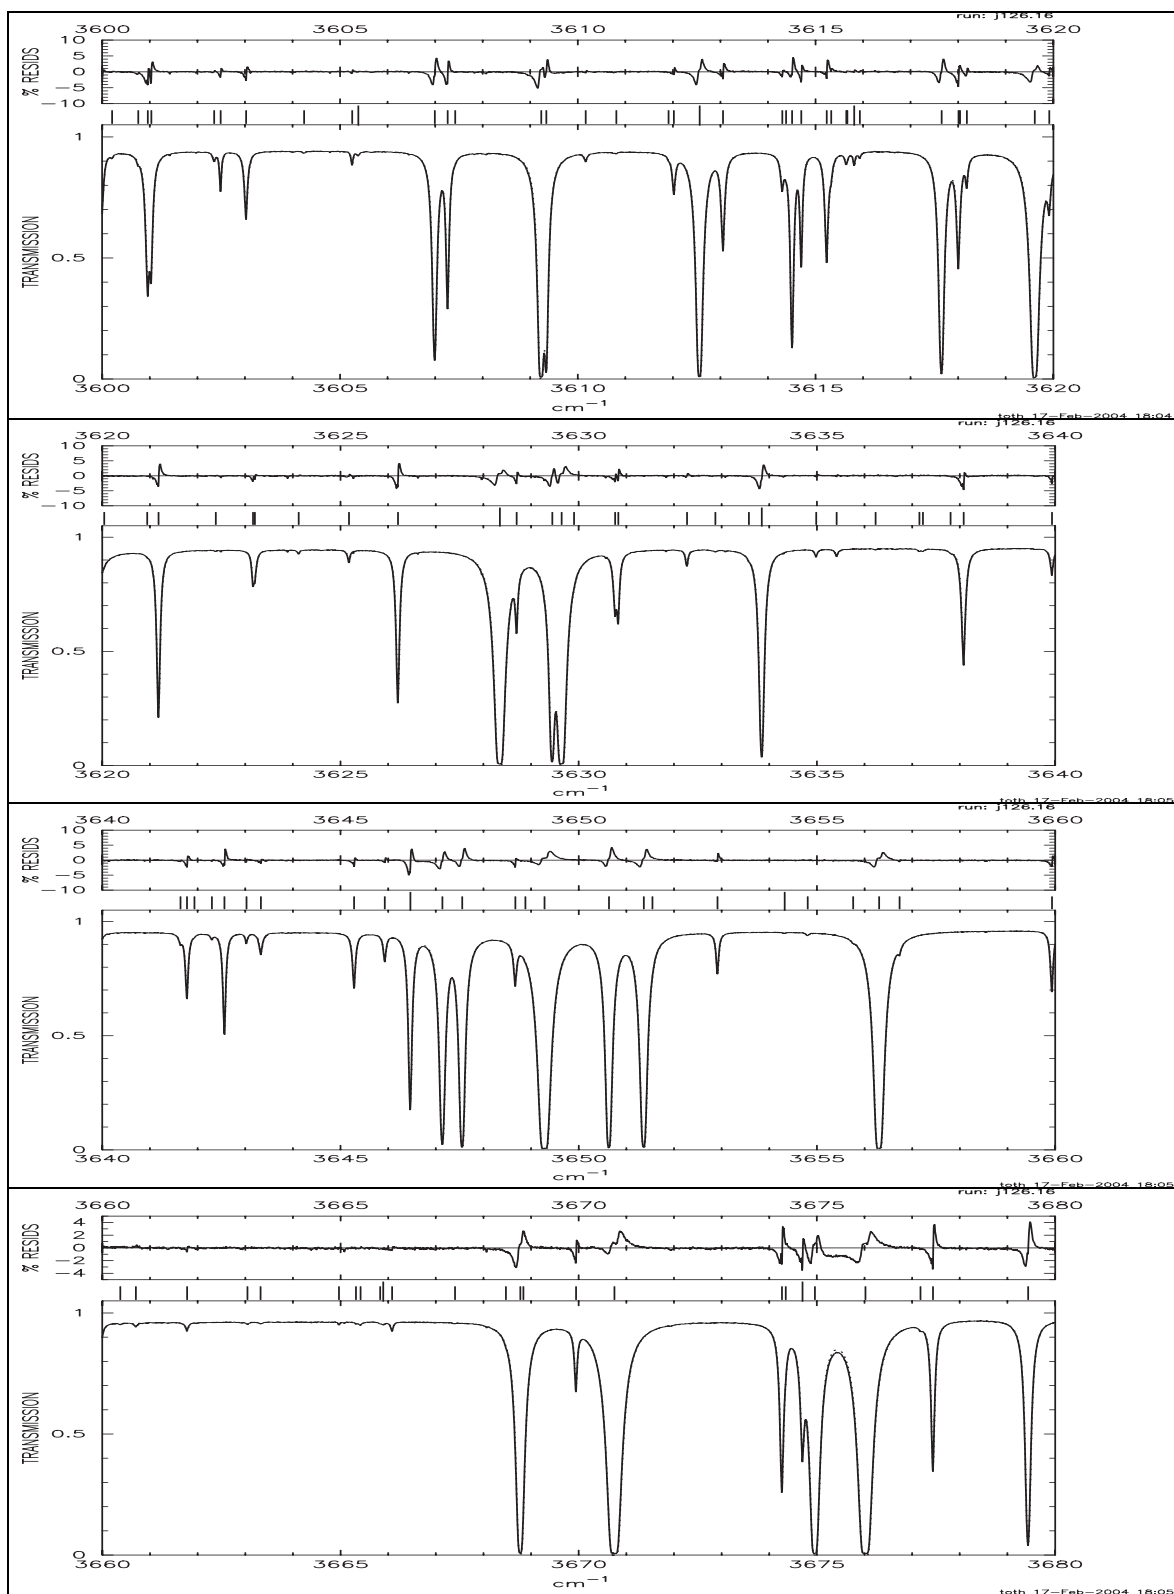 run: j126.16
3600 3605 3610 3615 3620
% RESIDS
10
5
0
−5
−10
TRANSMISSION
1
0.5
0
3600 3605 3610 3615 3620
cm−1
toth 17−Feb−2004 18:04
run: j126.16
3620 3625 3630 3635 3640
% RESIDS
10
5
0
−5
−10
TRANSMISSION
1
0.5
0
3620 3625 3630 3635 3640
cm−1
toth 17−Feb−2004 18:05
run: j126.16
3640 3645 3650 3655 3660
% RESIDS
10
5
0
−5
−10
TRANSMISSION
1
0.5
0
3640 3645 3650 3655 3660
cm−1
toth 17−Feb−2004 18:05
run: j126.16
3660 3665 3670 3675 3680
% RESIDS
4
2
0
−2
−4
TRANSMISSION
1
0.5
0
3660 3665 3670 3675 3680
cm−1
toth 17−Feb−2004 18:05